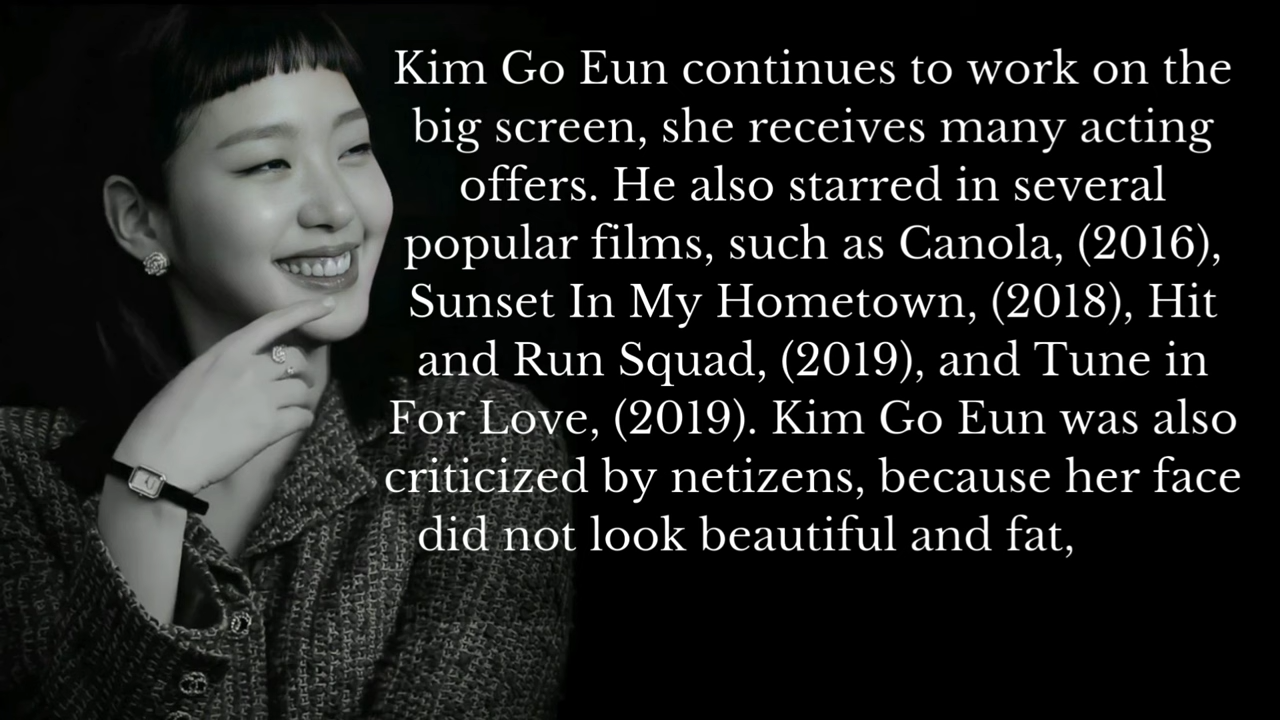 Kim Go Eun continues to work on the
big screen, she receives many acting
offers. He also starred in several
popular films, such as Canola, (2016),
Sunset In My Hometown, (2018), Hit
and Run Squad, (2019), and Tune in
For Love, (2019). Kim Go Eun was also
criticized by netizens, because her face
did not look beautiful and fat,